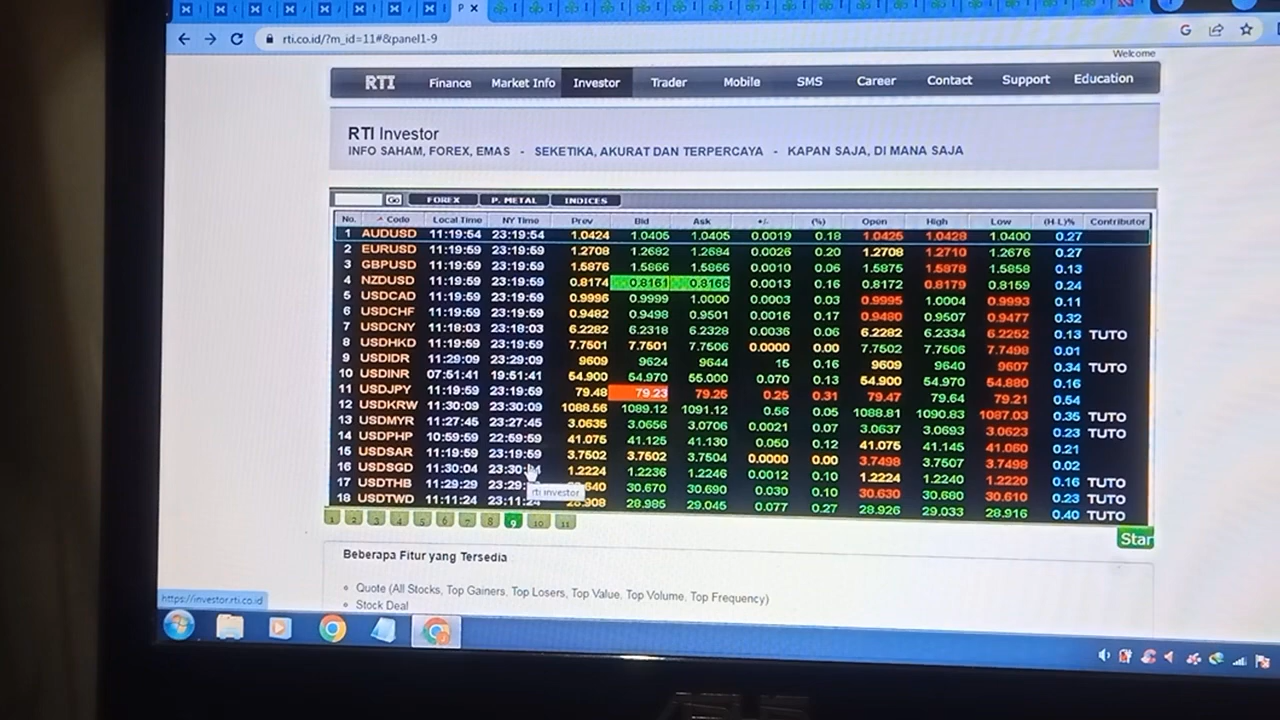 P
rti.co.id/?m_id=11#&panel1-9
Welcome
RTI Finance Market Info Investor Trader Mobile SMS Career Contact Support Education
RTI Investor
INFO SAHAM, FOREX, EMAS - SEKETIKA, AKURAT DAN TERPERCAYA - KAPAN SAJA, DI MANA SAJA
Go FOREX P. METAL INDICES
No. Code Local Time NY Time Prev Bid Ask +/- (%) Open High Low (H-L)% Contributor
1 AUDUSD 11:19:54 23:19:54 1.0424 1.0405 1.0405 0.0019 0.18 1.0425 1.0428 1.0400 0.27
2 EURUSD 11:19:59 23:19:59 1.2708 1.2682 1.2684 0.0026 0.20 1.2708 1.2710 1.2676 0.27
3 GBPUSD 11:19:59 23:19:59 1.5876 1.5866 1.5866 0.0010 0.06 1.5875 1.5878 1.5858 0.13
4 NZDUSD 11:19:59 23:19:59 0.8174 0.8161 0.8166 0.0013 0.16 0.8172 0.8179 0.8159 0.24
5 USDCAD 11:19:59 23:19:59 0.9996 0.9999 1.0000 0.0003 0.03 0.9995 1.0004 0.9993 0.11
6 USDCHF 11:19:59 23:19:59 0.9482 0.9498 0.9501 0.0016 0.17 0.9480 0.9507 0.9477 0.32
7 USDCNY 11:18:03 23:18:03 6.2282 6.2318 6.2328 0.0036 0.06 6.2282 6.2334 6.2252 0.13 TUTO
8 USDHKD 11:19:59 23:19:59 7.7501 7.7501 7.7506 0.0000 0.00 7.7502 7.7506 7.7498 0.01
9 USDIDR 11:29:09 23:29:09 9609 9624 9644 15 0.16 9609 9640 9607 0.34 TUTO
10 USDINR 07:51:41 19:51:41 54.900 54.970 55.000 0.070 0.13 54.900 54.970 54.880 0.16
11 USDJPY 11:19:59 23:19:59 79.48 79.23 79.26 0.25 0.31 79.47 79.64 79.21 0.54
12 USDKRW 11:30:09 23:30:09 1088.56 1089.12 1091.12 0.56 0.05 1088.81 1090.83 1087.03 0.35 TUTO
13 USDMYR 11:27:45 23:27:45 3.0635 3.0656 3.0706 0.0021 0.07 3.0637 3.0693 3.0623 0.23 TUTO
14 USDPHP 10:59:59 22:59:59 41.075 41.125 41.130 0.050 0.12 41.075 41.145 41.060 0.21
15 USDSAR 11:19:59 23:19:59 3.7502 3.7502 3.7504 0.0000 0.00 3.7498 3.7507 3.7498 0.02
16 USDSGD 11:30:04 23:30: 1.2224 1.2236 1.2246 0.0012 0.10 1.2224 1.2240 1.2220 0.16 TUTO
17 USDTHB 11:29:29 23:29: 640 30.670 30.690 0.030 0.10 30.630 30.680 30.610 0.23 TUTO
18 USDTWD 11:11:24 23:11:24 .908 28.985 29.045 0.077 0.27 28.926 29.033 28.916 0.40 TUTO
rti investor
1 2 3 4 5 6 7 8 9 10 11
Star
Beberapa Fitur yang Tersedia
Quote (All Stocks, Top Gainers, Top Losers, Top Value, Top Volume, Top Frequency)
Stock Deal
https://investor.rti.co.id